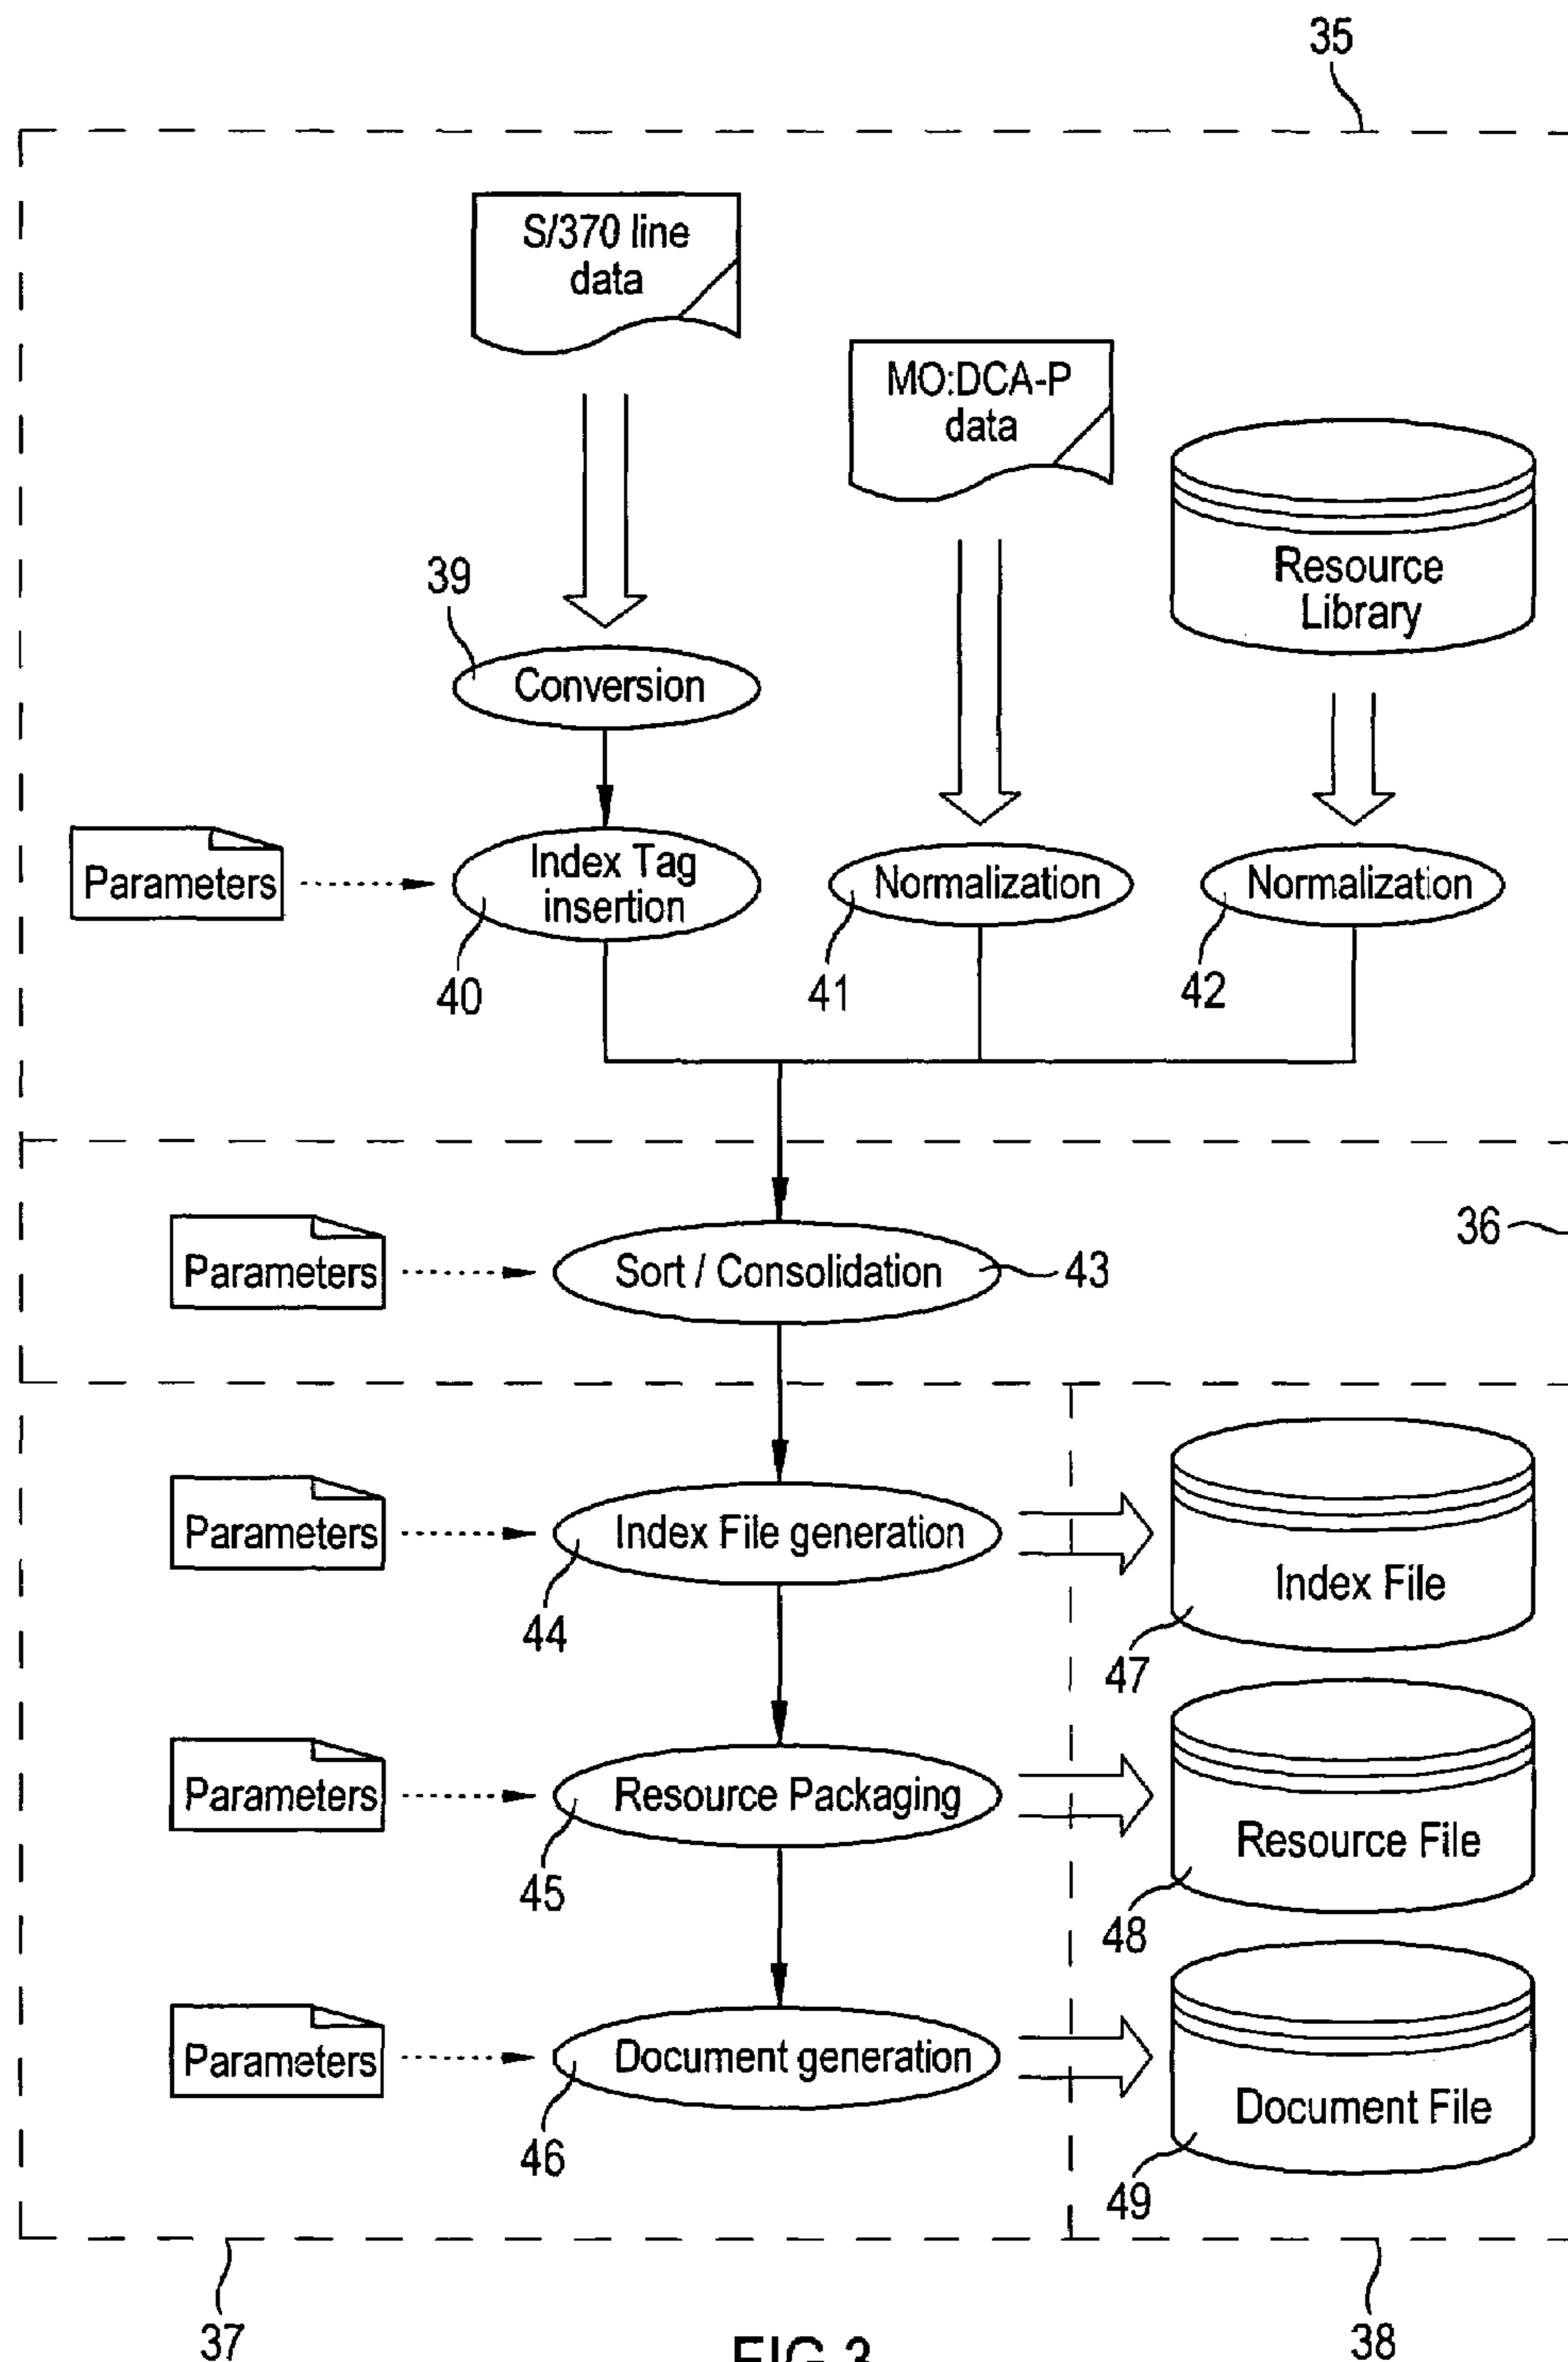 35
S/370 line
data
MO:DCA-P
data
Resource
Library
39
Conversion
Parameters
Index Tag
insertion
Normalization
Normalization
40
41
42
36
Parameters
Sort / Consolidation
43
Parameters
Index File generation
Index File
44
47
Parameters
Resource Packaging
Resource File
45
48
Parameters
Document generation
Document File
46
49
37
FIG.3
38